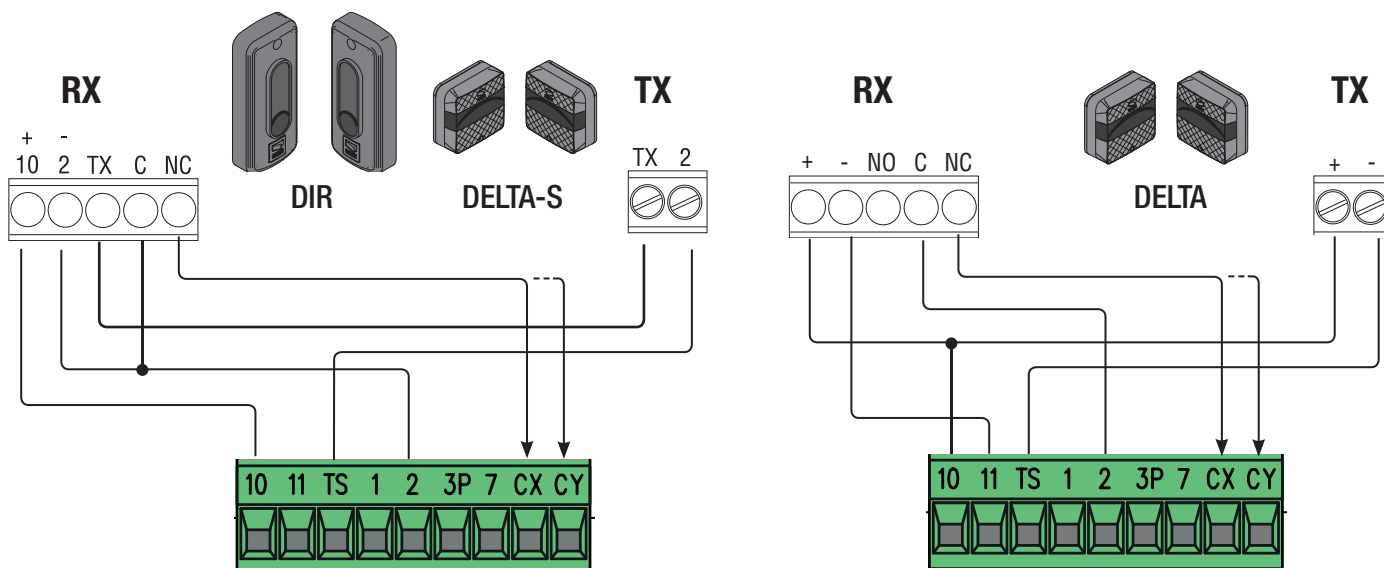 RX
TX
+ -
10 2 TX C NC
TX 2
DIR
DELTA-S
10 11 TS 1 2 3P 7 CX CY
RX
TX
+ - NO C NC
+ -
DELTA
10 11 TS 1 2 3P 7 CX CY